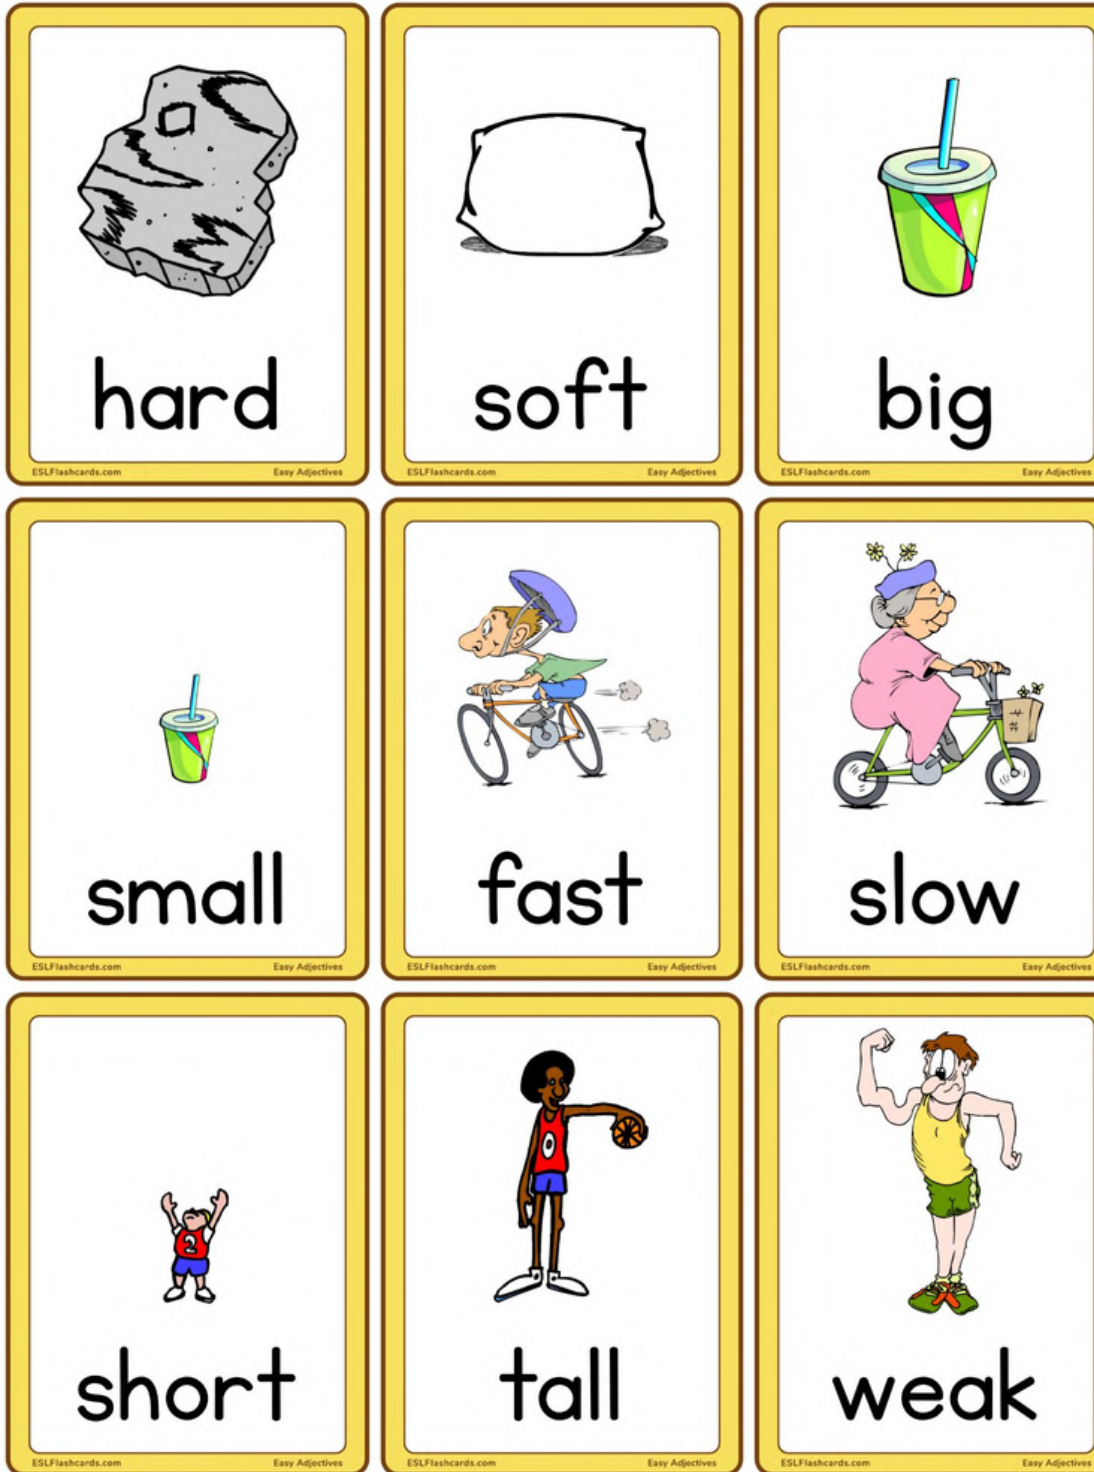 hard
ESLFlashcards.com Easy Adjectives
soft
ESLFlashcards.com Easy Adjectives
big
ESLFlashcards.com Easy Adjectives
small
ESLFlashcards.com Easy Adjectives
fast
ESLFlashcards.com Easy Adjectives
slow
ESLFlashcards.com Easy Adjectives
2
short
ESLFlashcards.com Easy Adjectives
0
tall
ESLFlashcards.com Easy Adjectives
weak
ESLFlashcards.com Easy Adjectives